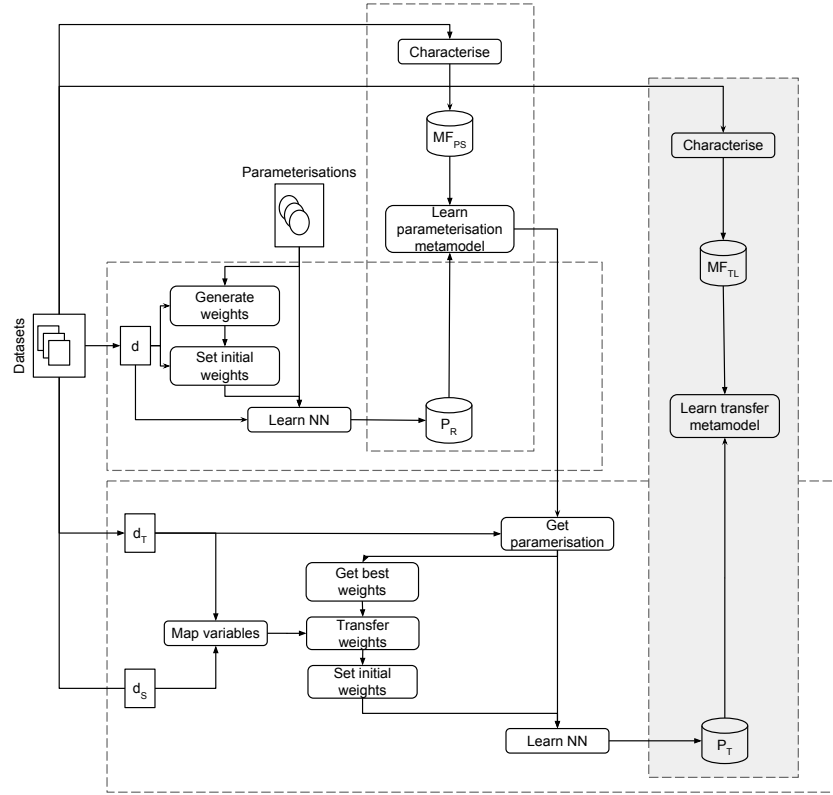 Characterise
MF_PS
Characterise
Parameterisations
Learn
parameterisation
metamodel
MF_TL
Generate
weights
Datasets
d
Set initial
weights
Learn NN
P_R
Learn transfer
metamodel
d_T
Get
paramerisation
Get best
weights
Map variables
Transfer
weights
d_S
Set initial
weights
Learn NN
P_T